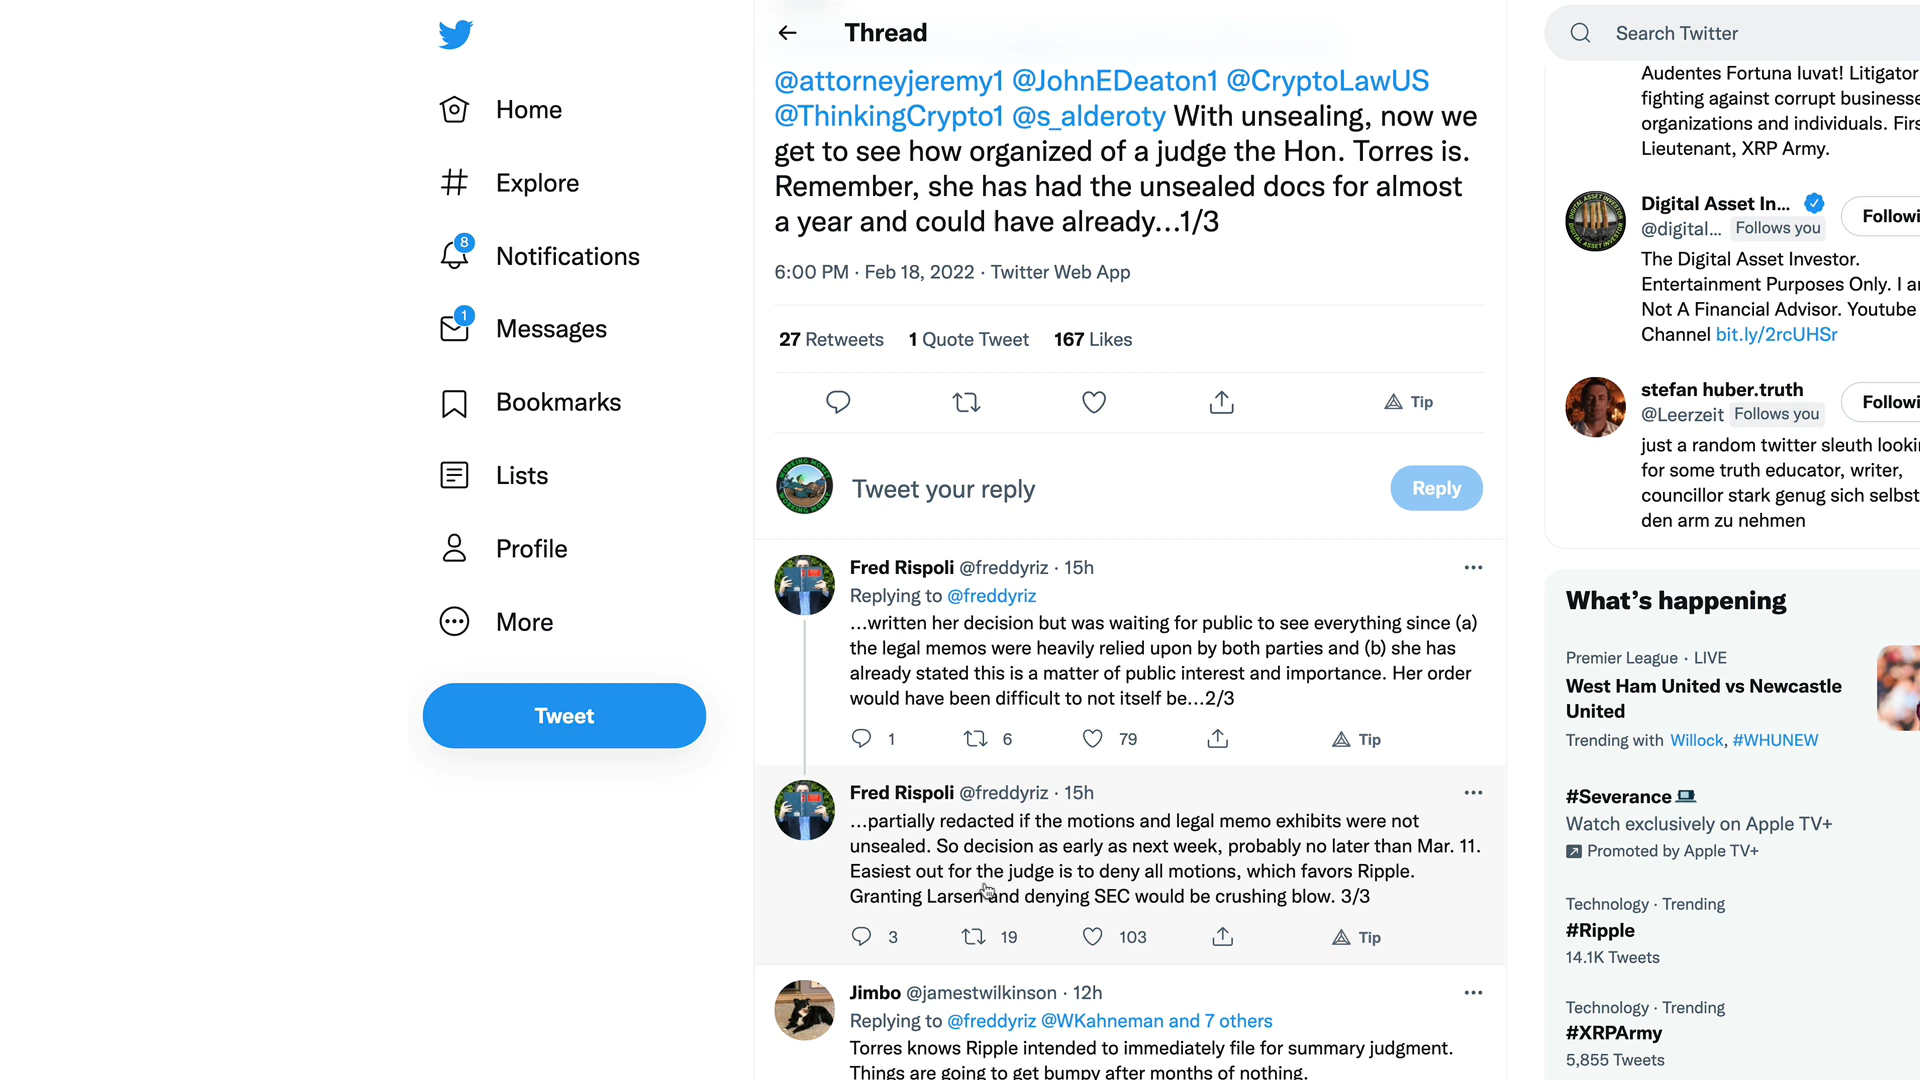 Home
Explore
8
Notifications
1
Messages
Bookmarks
Lists
Profile
More
Tweet
Thread
@attorneyjeremy1 @JohnEDeaton1 @CryptoLawUS
@ThinkingCrypto1 @s_alderoty With unsealing, now we
get to see how organized of a judge the Hon. Torres is.
Remember, she has had the unsealed docs for almost
a year and could have already...1/3
6:00 PM · Feb 18, 2022 · Twitter Web App
27 Retweets 1 Quote Tweet 167 Likes
Tip
Tweet your reply
Reply
Fred Rispoli @freddyriz · 15h
Replying to @freddyriz
...written her decision but was waiting for public to see everything since (a)
the legal memos were heavily relied upon by both parties and (b) she has
already stated this is a matter of public interest and importance. Her order
would have been difficult to not itself be...2/3
1 6 79 Tip
Fred Rispoli @freddyriz · 15h
...partially redacted if the motions and legal memo exhibits were not
unsealed. So decision as early as next week, probably no later than Mar. 11.
Easiest out for the judge is to deny all motions, which favors Ripple.
Granting Larsen and denying SEC would be crushing blow. 3/3
3 19 103 Tip
Jimbo @jamestwilkinson · 12h
Replying to @freddyriz @WKahneman and 7 others
Torres knows Ripple intended to immediately file for summary judgment.
Things are going to get bumpy after months of nothing.
Search Twitter
Audentes Fortuna Iuvat! Litigator
fighting against corrupt businesse
organizations and individuals. Firs
Lieutenant, XRP Army.
Digital Asset In...
@digital... Follows you
Followi
The Digital Asset Investor.
Entertainment Purposes Only. I a
Not A Financial Advisor. Youtube
Channel bit.ly/2rcUHSr
stefan huber.truth
@Leerzeit Follows you
Followi
just a random twitter sleuth looki
for some truth educator, writer,
councillor stark genug sich selbst
den arm zu nehmen
What's happening
Premier League · LIVE
West Ham United vs Newcastle
United
Trending with Willock, #WHUNEW
#Severance
Watch exclusively on Apple TV+
Promoted by Apple TV+
Technology · Trending
#Ripple
14.1K Tweets
Technology · Trending
#XRPArmy
5,855 Tweets